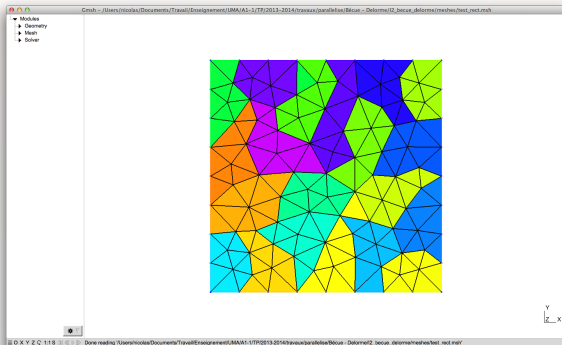 Gmsh - /Users/nicolas/Documents/Travail/Enseignement/UMA/A1-1/TP/2013-2014/travaux/parallelise/Bécue - Delorme/I2_becue_delorme/meshes/test_rect.msh
Modules
Geometry
Mesh
Solver
Y
Z X
O X Y Z 1:1 S Done reading '/Users/nicolas/Documents/Travail/Enseignement/UMA/A1-1/TP/2013-2014/travaux/parallelise/Bécue - Delorme/I2_becue_delorme/meshes/test_rect.msh'